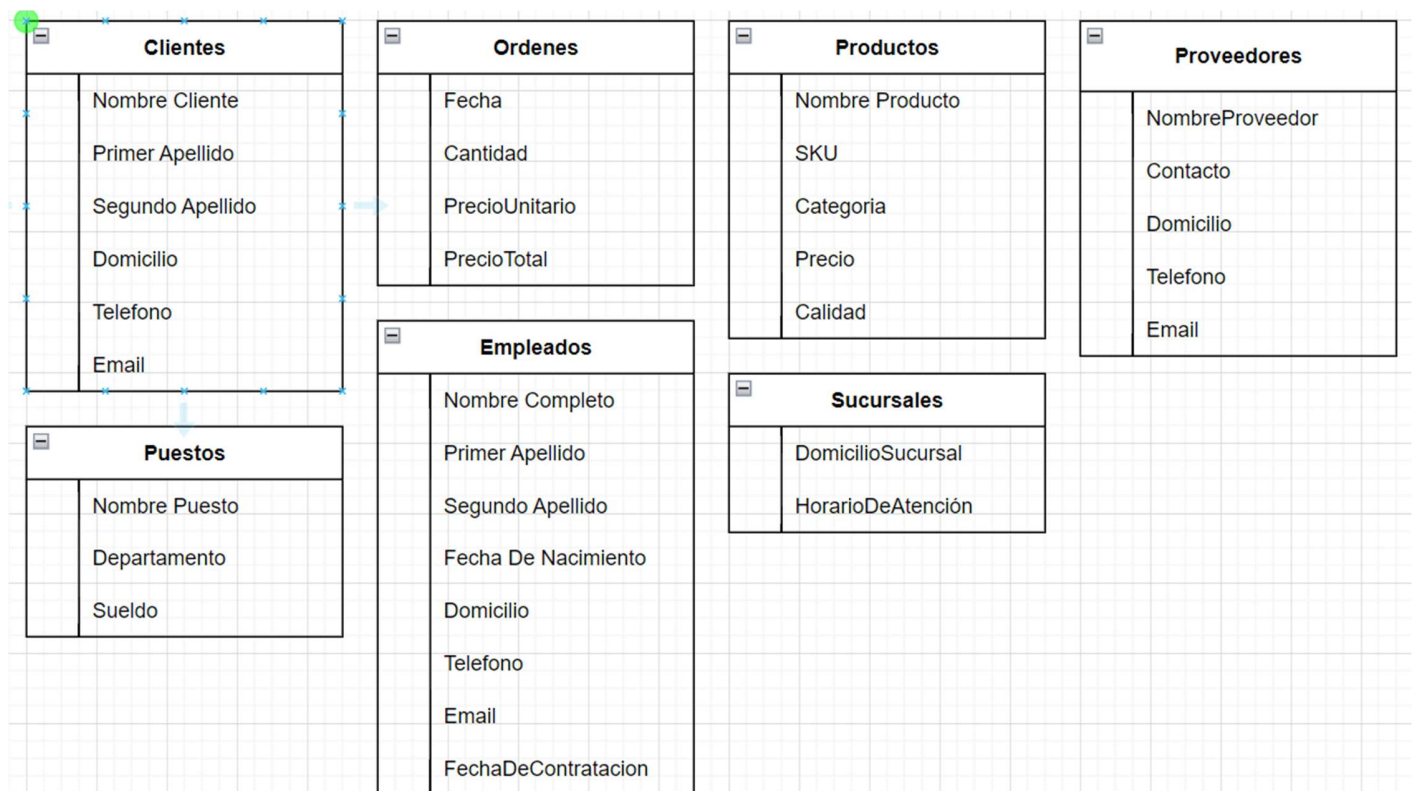 Clientes
Nombre Cliente
Primer Apellido
Segundo Apellido
Domicilio
Telefono
Email
Ordenes
Fecha
Cantidad
PrecioUnitario
PrecioTotal
Productos
Nombre Producto
SKU
Categoria
Precio
Calidad
Proveedores
NombreProveedor
Contacto
Domicilio
Telefono
Email
Puestos
Nombre Puesto
Departamento
Sueldo
Empleados
Nombre Completo
Primer Apellido
Segundo Apellido
Fecha De Nacimiento
Domicilio
Telefono
Email
FechaDeContratacion
Sucursales
DomicilioSucursal
HorarioDeAtención